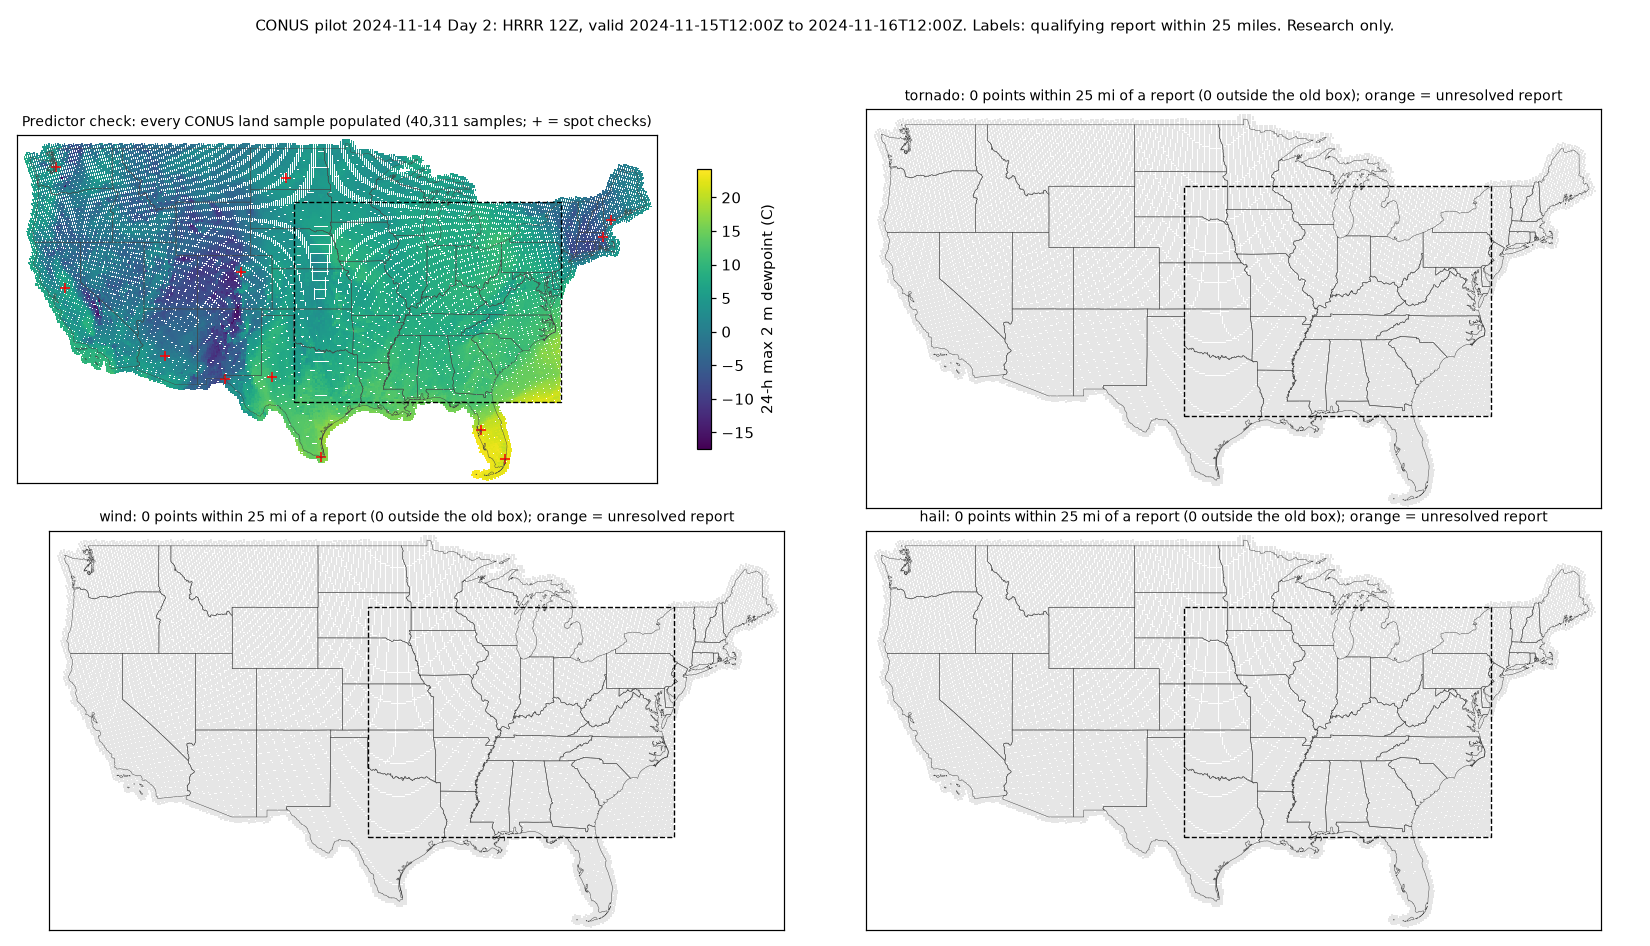 CONUS pilot 2024-11-14 Day 2: HRRR 12Z, valid 2024-11-15T12:00Z to 2024-11-16T12:00Z. Labels: qualifying report within 25 miles. Research only.
Predictor check: every CONUS land sample populated (40,311 samples; + = spot checks)
20
15
10
5
0
−5
−10
−15
24-h max 2 m dewpoint (C)
tornado: 0 points within 25 mi of a report (0 outside the old box); orange = unresolved report
wind: 0 points within 25 mi of a report (0 outside the old box); orange = unresolved report
hail: 0 points within 25 mi of a report (0 outside the old box); orange = unresolved report